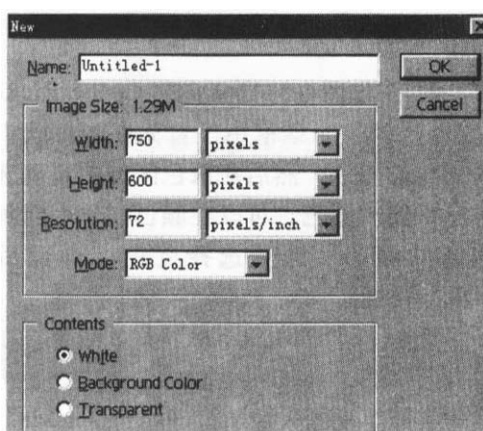 New
Name: Untitled-1
OK
Image Size: 1.29M
Cancel
Width: 750 pixels
Height: 600 pixels
Resolution: 72 pixels/inch
Mode: RGB Color
Contents
White
Background Color
Transparent